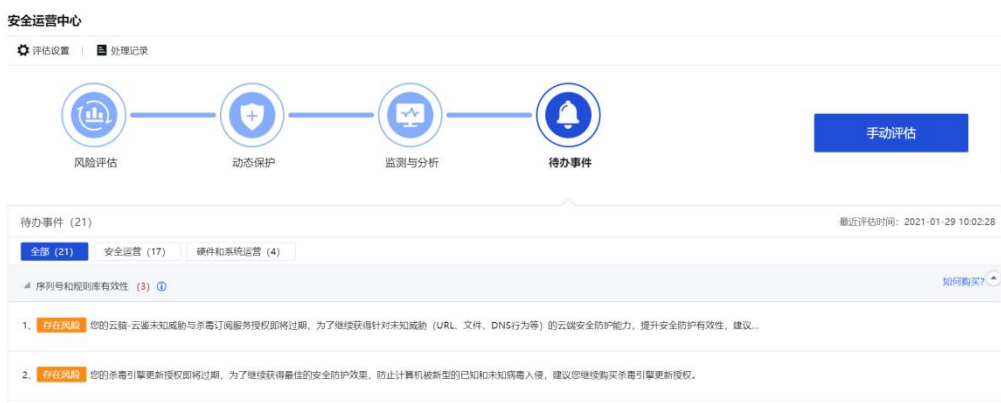 安全运营中心
评估设置 处理记录
手动评估
风险评估 动态保护 监测与分析 待办事件
待办事件（21） 最近评估时间：2021-01-29 10:02:28
全部（21） 安全运营（17） 硬件和系统运营（4）
序列号和规则库有效性（3） 如何购买?
1、 存在风险 您的云脑-云鉴未知威胁与杀毒订阅服务授权即将过期，为了继续获得针对未知威胁（URL、文件、DNS行为等）的云端安全防护能力，提升安全防护有效性，建议...
2、 存在风险 您的杀毒引擎更新授权即将过期，为了继续获得最佳的安全防护效果，防止计算机被新型的已知和未知病毒入侵，建议您继续购买杀毒引擎更新授权。